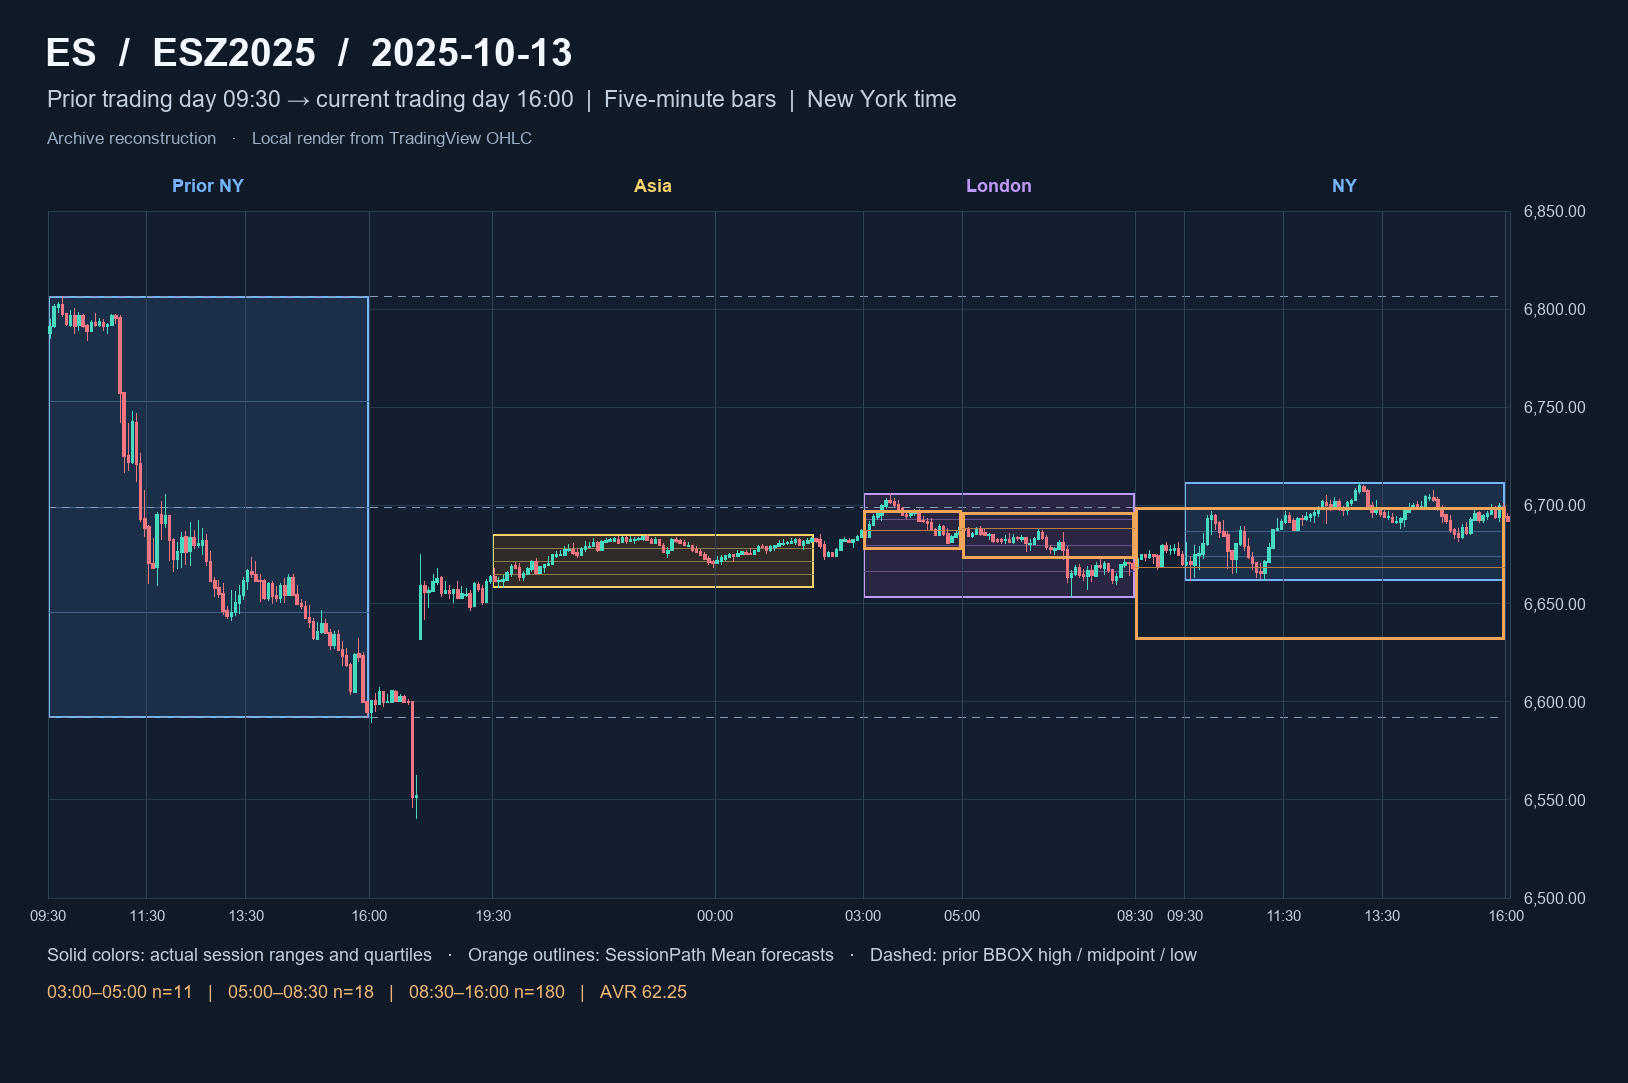 ES / ESZ2025 / 2025-10-13
Prior trading day 09:30 → current trading day 16:00 | Five-minute bars | New York time
Archive reconstruction · Local render from TradingView OHLC
Prior NY Asia London NY
6,850.00
6,800.00
6,750.00
6,700.00
6,650.00
6,600.00
6,550.00
6,500.00
09:30 11:30 13:30 16:00 19:30 00:00 03:00 05:00 08:30 09:30 11:30 13:30 16:00
Solid colors: actual session ranges and quartiles · Orange outlines: SessionPath Mean forecasts · Dashed: prior BBOX high / midpoint / low
03:00–05:00 n=11 | 05:00–08:30 n=18 | 08:30–16:00 n=180 | AVR 62.25